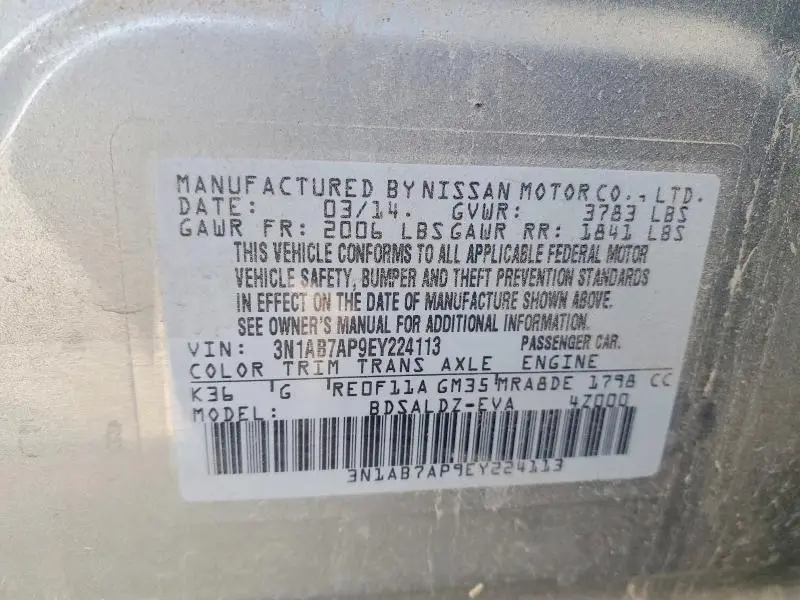 MANUFACTURED BY NISSAN MOTOR CO., LTD.
DATE: 03/14. GVWR: 3783 LBS
GAWR FR: 2006 LBS GAWR RR: 1841 LBS
THIS VEHICLE CONFORMS TO ALL APPLICABLE FEDERAL MOTOR
VEHICLE SAFETY, BUMPER AND THEFT PREVENTION STANDARDS
IN EFFECT ON THE DATE OF MANUFACTURE SHOWN ABOVE.
SEE OWNER'S MANUAL FOR ADDITIONAL INFORMATION.
VIN: 3N1AB7AP9EY224113 PASSENGER CAR.
COLOR TRIM TRANS AXLE ENGINE
K36 G RE0F11A GM35 MRA8DE 1798 CC
MODEL: BDSALDZ-EVA 4Z000
3N1AB7AP9EY224113